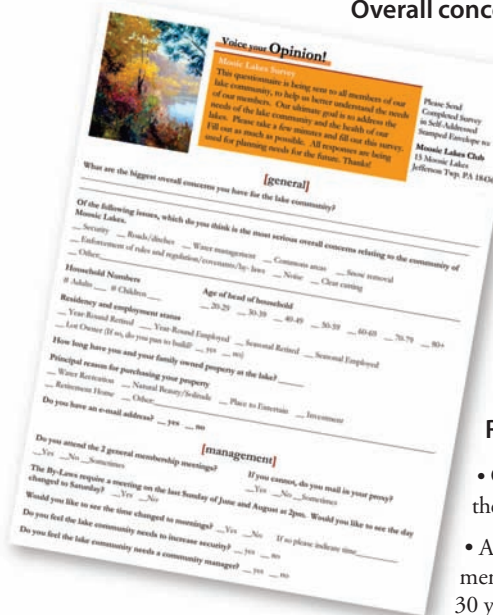 Overall conc
Voice your Opinion!
Moosic Lakes Survey
This questionnaire is being sent to all members of our
lake community, to help us better understand the needs
of our members. Our ultimate goal is to address the
needs of the lake community and the health of our
lakes. Please take a few minutes and fill out this survey.
Fill out as much is possible. All responses are being
used for planning needs for the future. Thanks!
Please Send
Completed Survey
in Self-Addressed
Stamped Envelope to:
Moosic Lakes Club
15 Moosic Lakes
Jefferson Twp. PA 1843
[general]
What are the biggest overall concerns you have for the lake community?
Of the following issues, which do you think is the most serious overall concerns relating to the community of
Moosic Lakes.
__ Security __ Roads/ditches __ Water management __ Commons areas __ Snow removal
__ Enforcement of rules and regulation/covenants/by- laws __ Noise __ Clear cutting
__ Other:
Household Numbers
# Adults ___ # Children ___
Age of head of household
__ 20-29 __ 30-39 __ 40-49 __ 50-59 __ 60-69 __ 70-79 __ 80+
Residency and employment status
__ Year-Round Retired __ Year-Round Employed __ Seasonal Retired __ Seasonal Employed
__ Lot Owner (If so, do you pan to build? __ yes __ no)
How long have you and your family owned property at the lake? _____
Principal reason for purchasing your property
__ Water Recreation __ Natural Beauty/Solitude __ Place to Entertain __ Investment
__ Retirement Home __ Other:
Do you have an e-mail address? __ yes __ no
[management]
Do you attend the 2 general membership meetings?
__Yes __No __Sometimes
If you cannot, do you mail in your proxy?
__Yes __No __Sometimes
The By-Laws require a meeting on the last Sunday of June and August at 2pm. Would you like to see the day
changed to Saturday? __Yes __No
Would you like to see the time changed to mornings? __Yes __No If so please indicate time________
Do you feel the lake community needs to increase security? __ yes __ no
Do you feel the lake community needs a community manager? __ yes __ no
F
• 
the
• A
mem
30 y